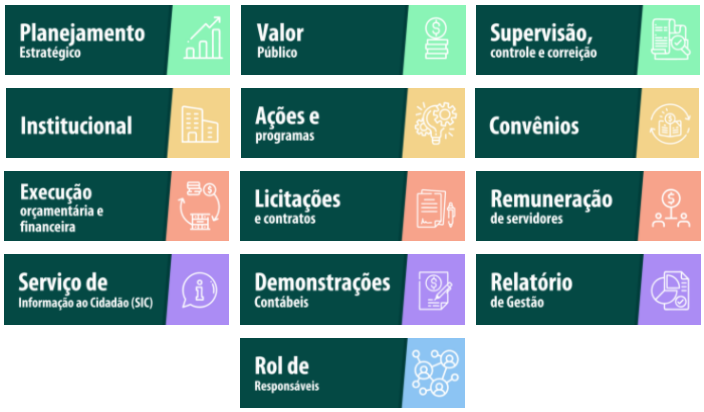 Planejamento
Estratégico
Valor
Público
Supervisão,
controle e correição
Institucional
Ações e
programas
Convênios
Execução
orçamentária e
financeira
Licitações
e contratos
Remuneração
de servidores
Serviço de
Informação ao Cidadão (SIC)
Demonstrações
Contábeis
Relatório
de Gestão
Rol de
Responsáveis